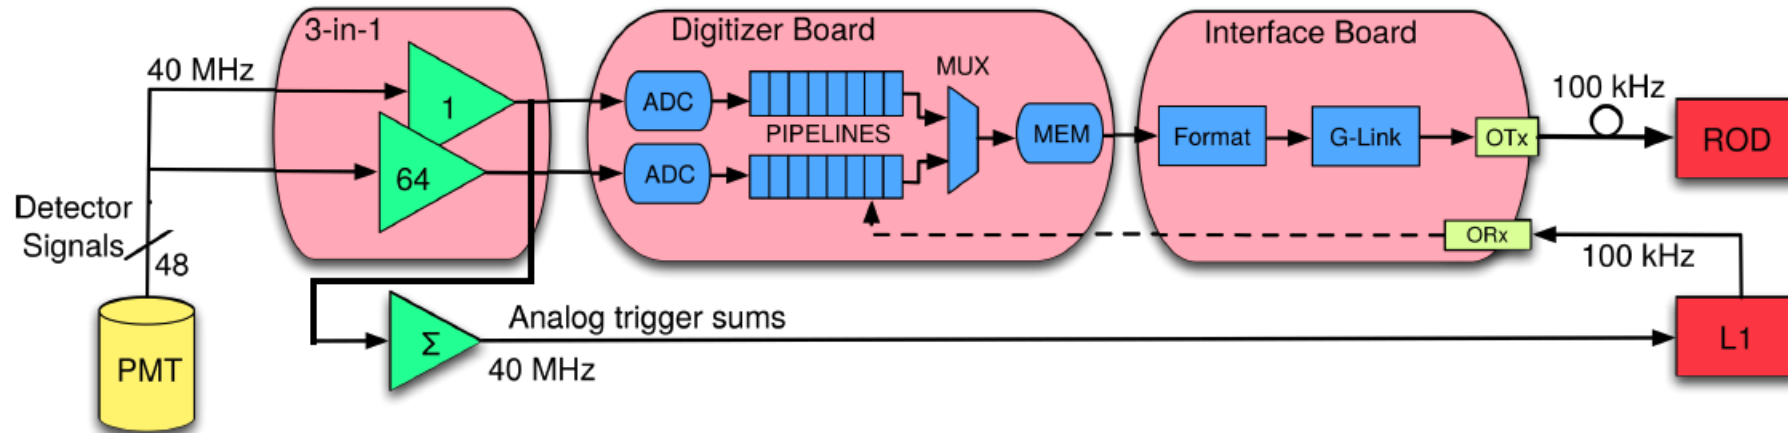 3-in-1
Digitizer Board
Interface Board
40 MHz
MUX
100 kHz
1
ADC
PIPELINES
MEM
Format
G-Link
OTx
ROD
64
ADC
Detector
Signals
48
ORx
100 kHz
PMT
Σ
Analog trigger sums
40 MHz
L1